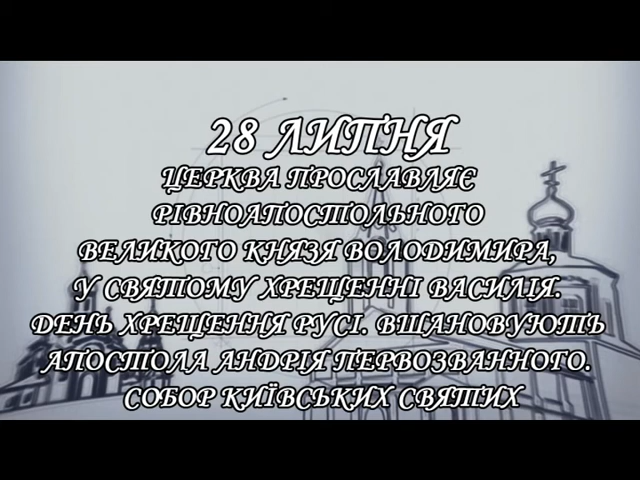 28 ЛИПНЯ
ЦЕРКВА ПРОСЛАВЛЯЄ
РІВНОАПОСТОЛЬНОГО
ВЕЛИКОГО КНЯЗЯ ВОЛОДИМИРА,
У СВЯТОМУ ХРЕЩЕННІ ВАСИЛІЯ.
ДЕНЬ ХРЕЩЕННЯ РУСІ. ВШАНОВУЮТЬ
АПОСТОЛА АНДРІЯ ПЕРВОЗВАННОГО.
СОБОР КИЇВСЬКИХ СВЯТИХ